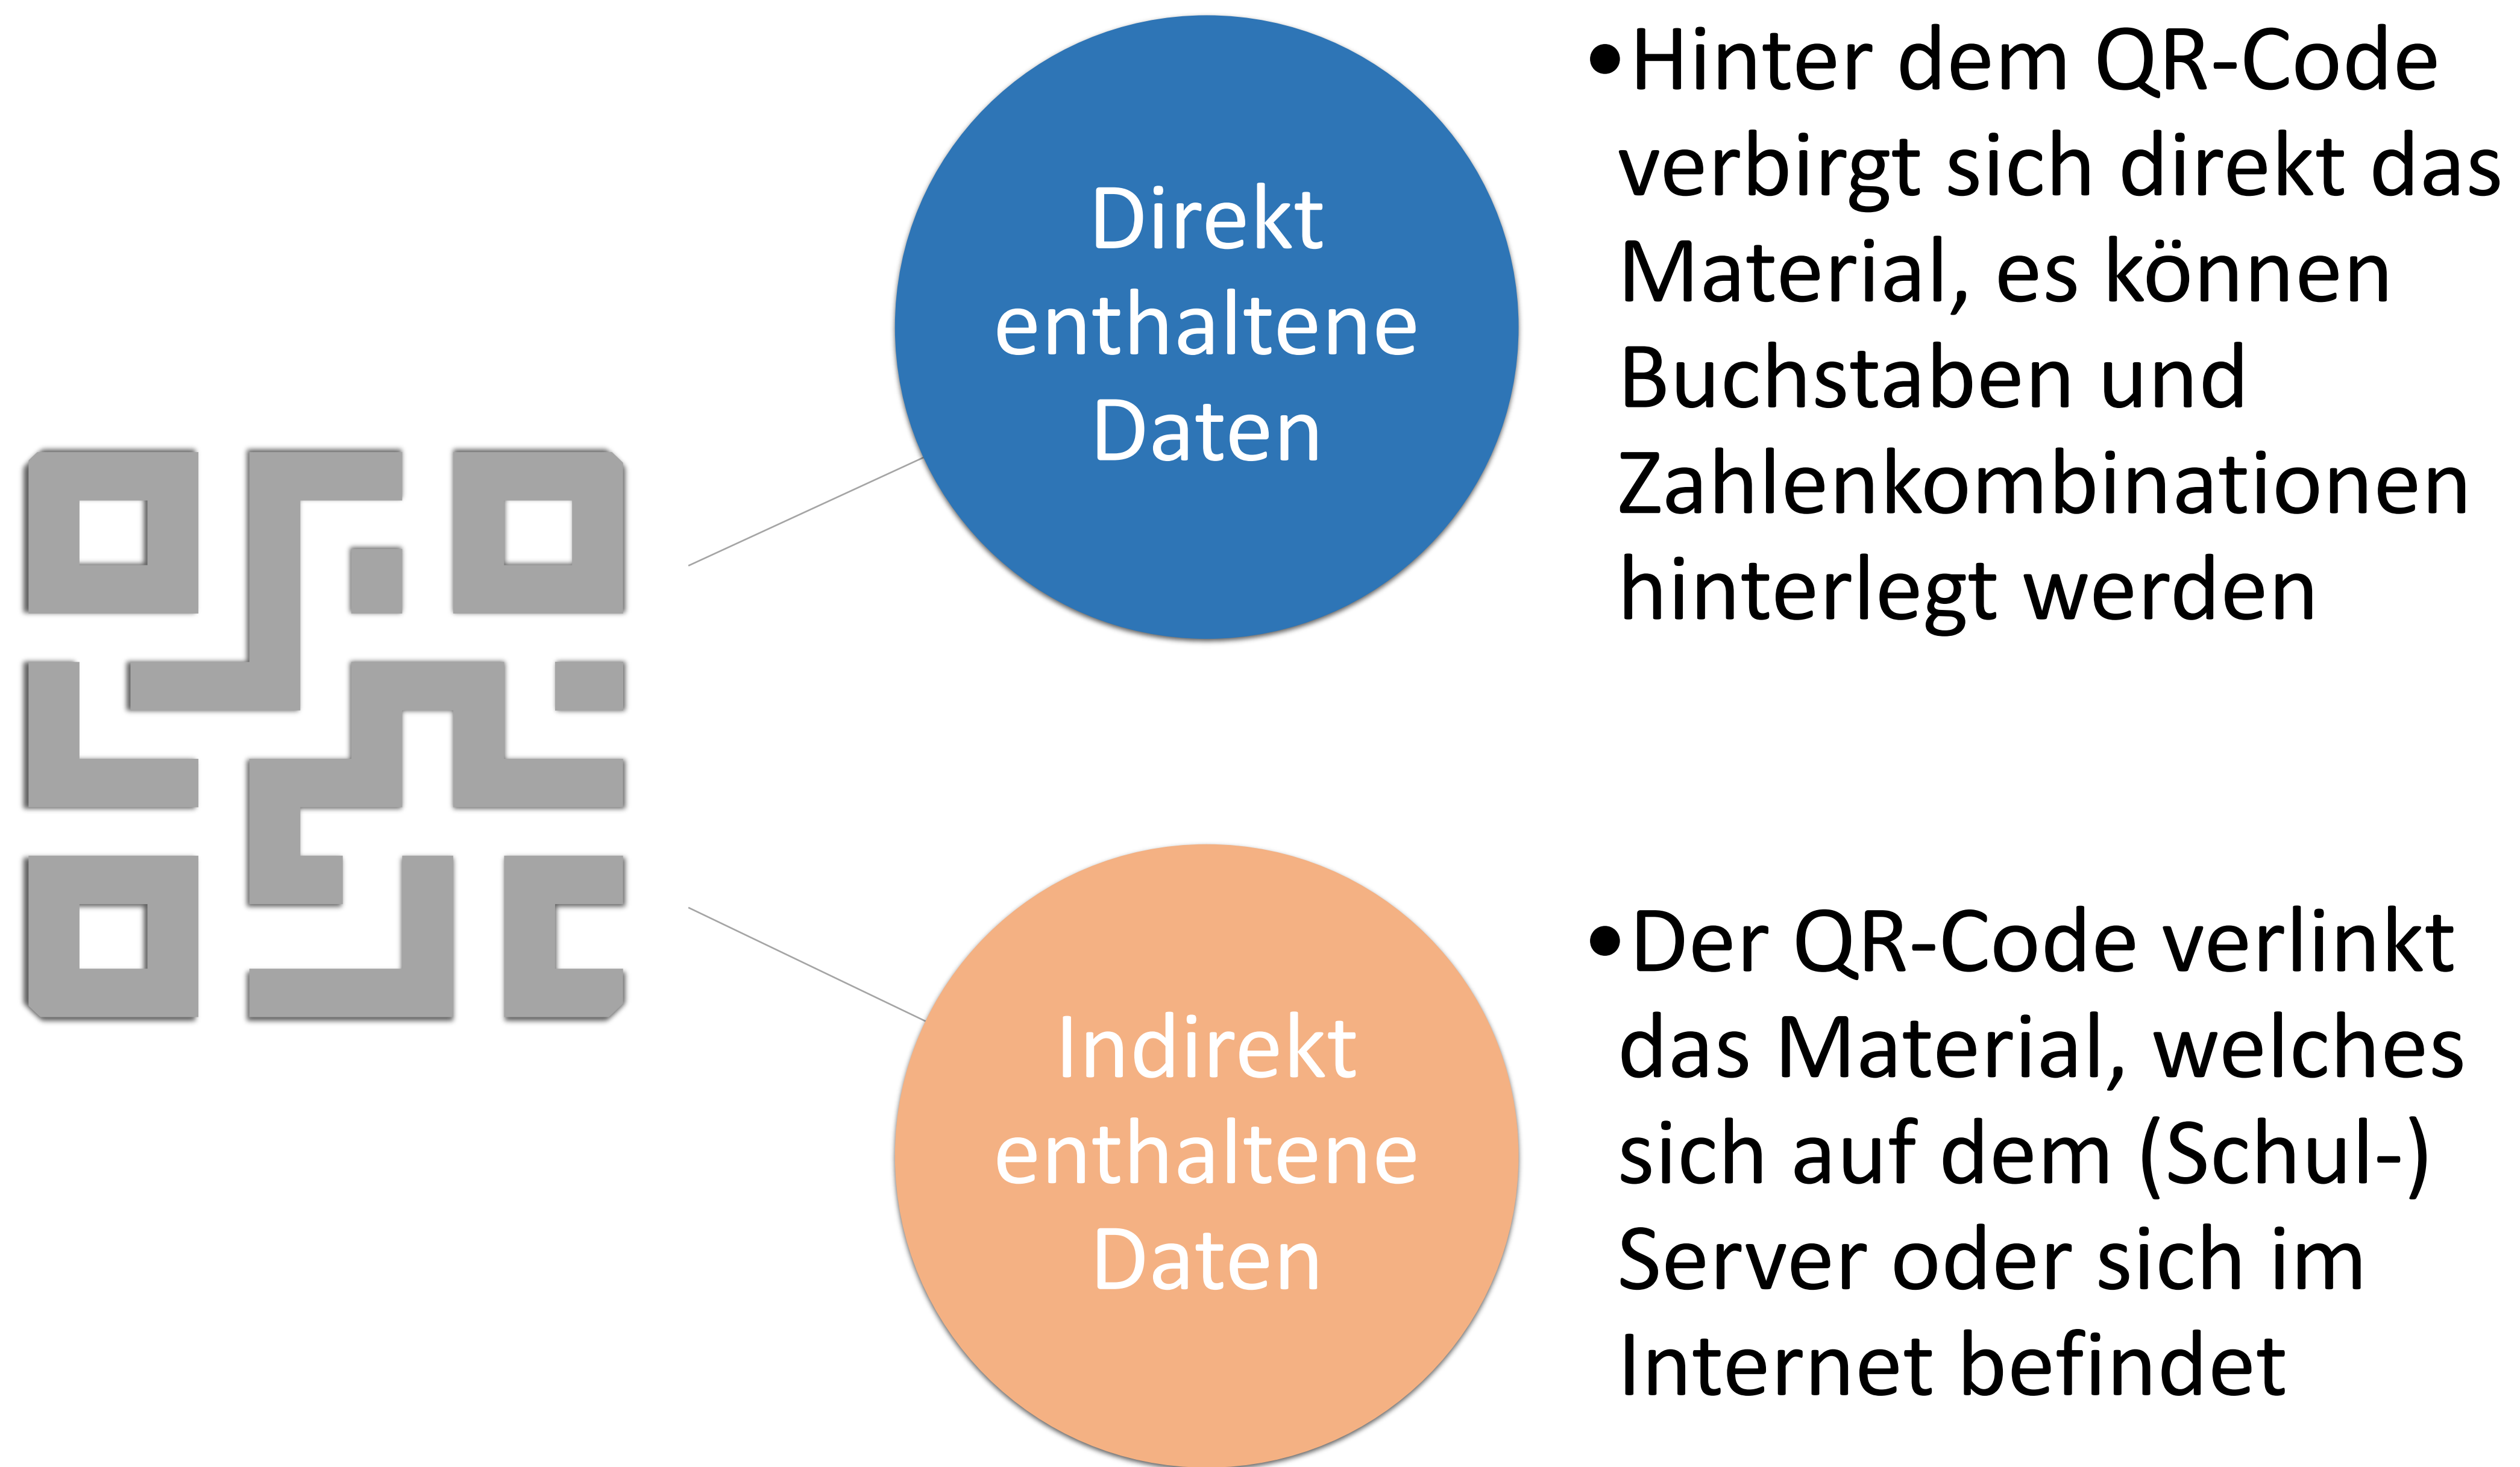 Direkt
enthaltene
Daten
•Hinter dem QR-Code
verbirgt sich direkt das
Material, es können
Buchstaben und
Zahlenkombinationen
hinterlegt werden
Indirekt
enthaltene
Daten
•Der QR-Code verlinkt
das Material, welches
sich auf dem (Schul-)
Server oder sich im
Internet befindet